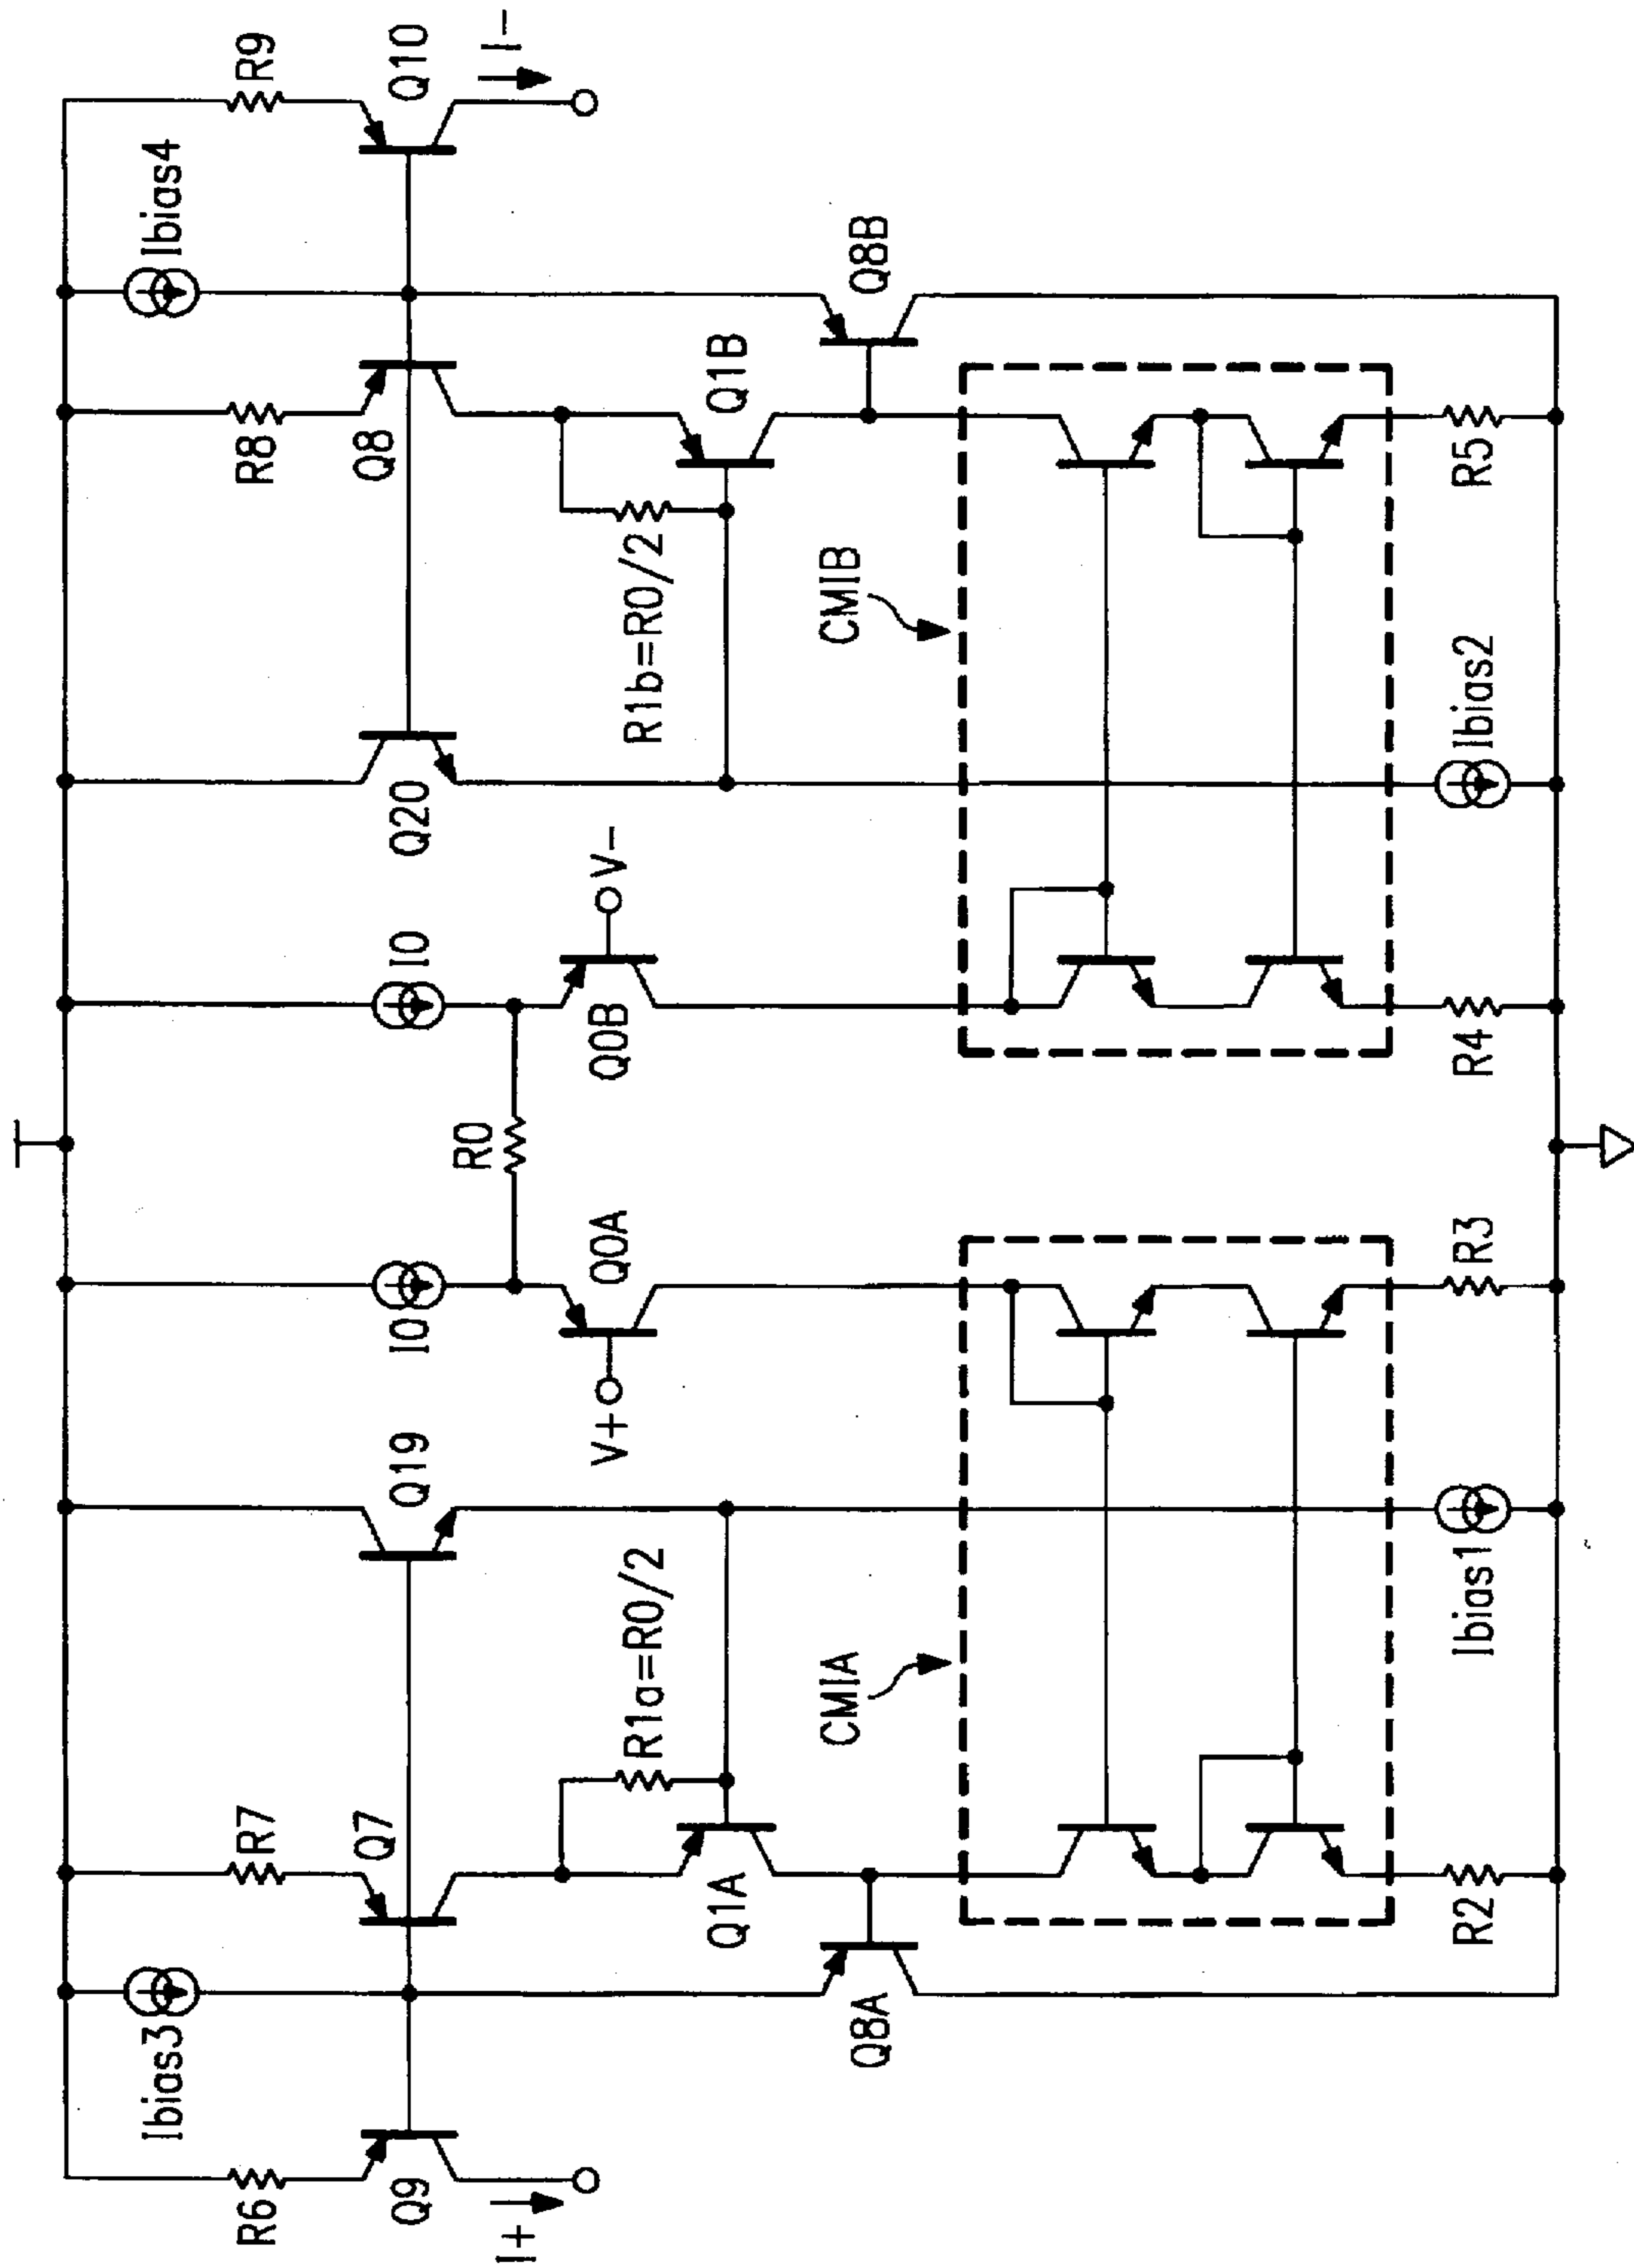 Ibias3
Ibias4
R6
R7
R8
R9
Q7
Q8
Q9
Q19
I0
I0
Q20
Q10
R0
I+
I-
V+
Q0A
Q0B
V-
R1a=R0/2
R1b=R0/2
Q1A
Q1B
CMIA
CMIB
Q8A
Q8B
R2
Ibias1
R3
R4
Ibias2
R5